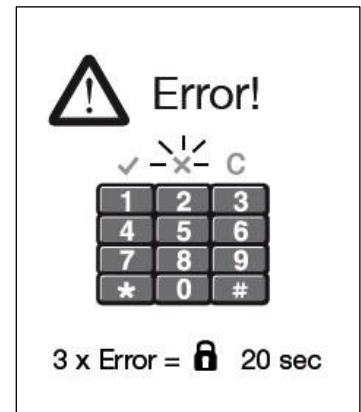 Error!
✓ × C
1 2 3
4 5 6
7 8 9
* 0 #
3 x Error = 20 sec